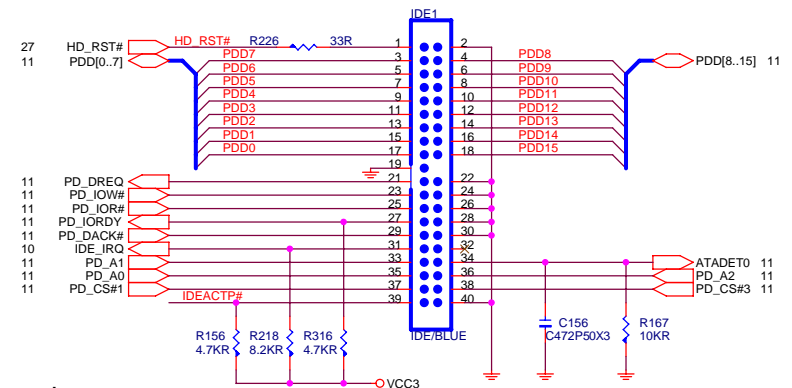 IDE1
27 HD_RST# HD_RST# R226 33R 1 2
11 PDD[0..7] PDD7 3 4 PDD8 PDD[8..15] 11
PDD6 5 6 PDD9
PDD5 7 8 PDD10
PDD4 9 10 PDD11
PDD3 11 12 PDD12
PDD2 13 14 PDD13
PDD1 15 16 PDD14
PDD0 17 18 PDD15
19
11 PD_DREQ 21 22
11 PD_IOW# 23 24
11 PD_IOR# 25 26
11 PD_IORDY 27 28
11 PD_DACK# 29 30
10 IDE_IRQ 31 32
11 PD_A1 33 34 ATADET0 11
11 PD_A0 35 36 PD_A2 11
11 PD_CS#1 37 38 PD_CS#3 11
IDEACTP# 39 40
R156 R218 R316 IDE/BLUE C156 R167
4.7KR 8.2KR 4.7KR C472P50X3 10KR
VCC3